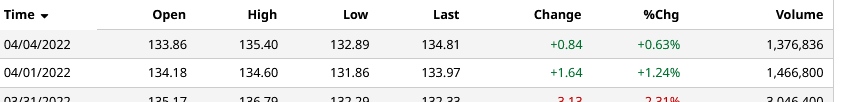 Time Open High Low Last Change %Chg Volume
04/04/2022 133.86 135.40 132.89 134.81 +0.84 +0.63% 1,376,836
04/01/2022 134.18 134.60 131.86 133.97 +1.64 +1.24% 1,466,800
03/31/2022 135.17 136.79 132.29 132.33 -3.13 -2.31% 3,046,400